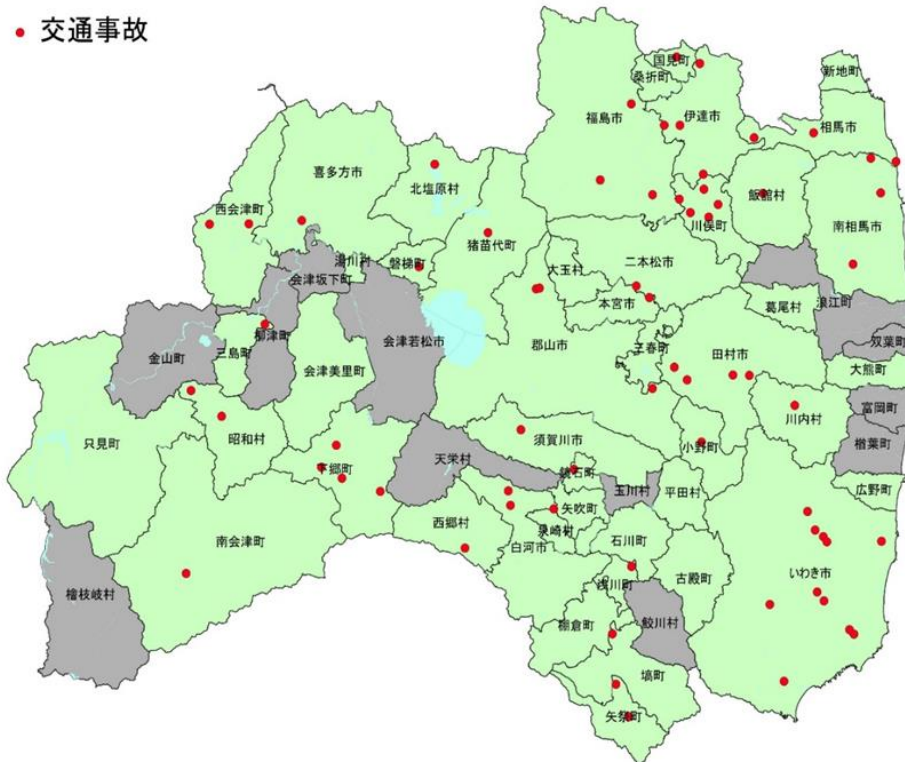 交通事故
国見町
桑折町
新地町
福島市
伊達市
相馬市
喜多方市
北塩原村
西会津町
飯舘村
川俣町
南相馬市
猪苗代町
湯川村
磐梯町
大玉村
二本松市
会津坂下町
本宮市
葛尾村
浪江町
柳津町
会津若松市
郡山市
三春町
田村市
双葉町
金山町
三島町
会津美里町
大熊町
川内村
富岡町
只見町
昭和村
須賀川市
小野町
楢葉町
下郷町
天栄村
鏡石町
玉川村
平田村
広野町
矢吹町
西郷村
泉崎村
石川町
南会津町
白河市
浅川町
古殿町
いわき市
檜枝岐村
棚倉町
鮫川村
塙町
矢祭町